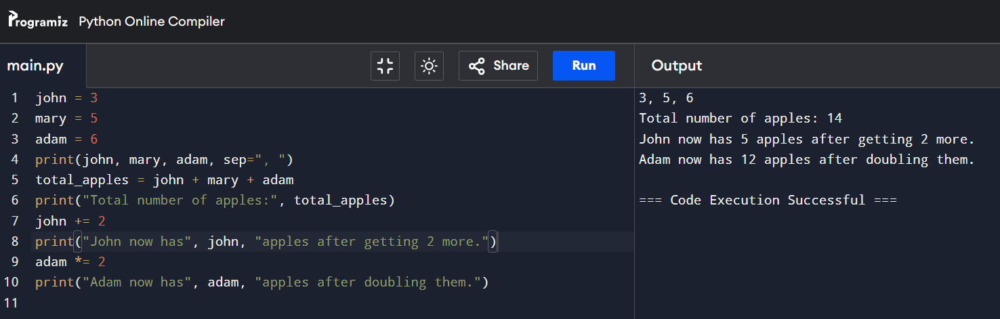 Programiz Python Online Compiler
main.py Share Run Output
1 john = 3
2 mary = 5
3 adam = 6
4 print(john, mary, adam, sep=", ")
5 total_apples = john + mary + adam
6 print("Total number of apples:", total_apples)
7 john += 2
8 print("John now has", john, "apples after getting 2 more.")
9 adam *= 2
10 print("Adam now has", adam, "apples after doubling them.")
11
3, 5, 6
Total number of apples: 14
John now has 5 apples after getting 2 more.
Adam now has 12 apples after doubling them.
=== Code Execution Successful ===